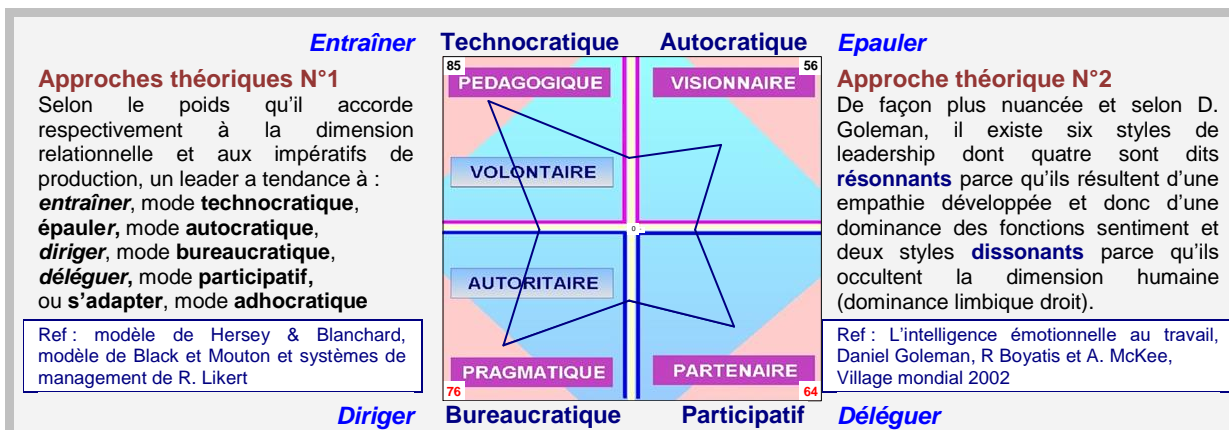 Entraîner Technocratique Autocratique Epauler
Approches théoriques N°1
Selon le poids qu'il accorde
respectivement à la dimension
relationnelle et aux impératifs de
production, un leader a tendance à :
entraîner, mode technocratique,
épauler, mode autocratique,
diriger, mode bureaucratique,
déléguer, mode participatif,
ou s'adapter, mode adhocratique
Ref : modèle de Hersey & Blanchard,
modèle de Black et Mouton et systèmes de
management de R. Likert
85 56
PEDAGOGIQUE VISIONNAIRE
VOLONTAIRE
0
AUTORITAIRE
PRAGMATIQUE PARTENAIRE
76 64
Approche théorique N°2
De façon plus nuancée et selon D.
Goleman, il existe six styles de
leadership dont quatre sont dits
résonnants parce qu'ils résultent d'une
empathie développée et donc d'une
dominance des fonctions sentiment et
deux styles dissonants parce qu'ils
occultent la dimension humaine
(dominance limbique droit).
Ref : L'intelligence émotionnelle au travail,
Daniel Goleman, R Boyatis et A. McKee,
Village mondial 2002
Diriger Bureaucratique Participatif Déléguer